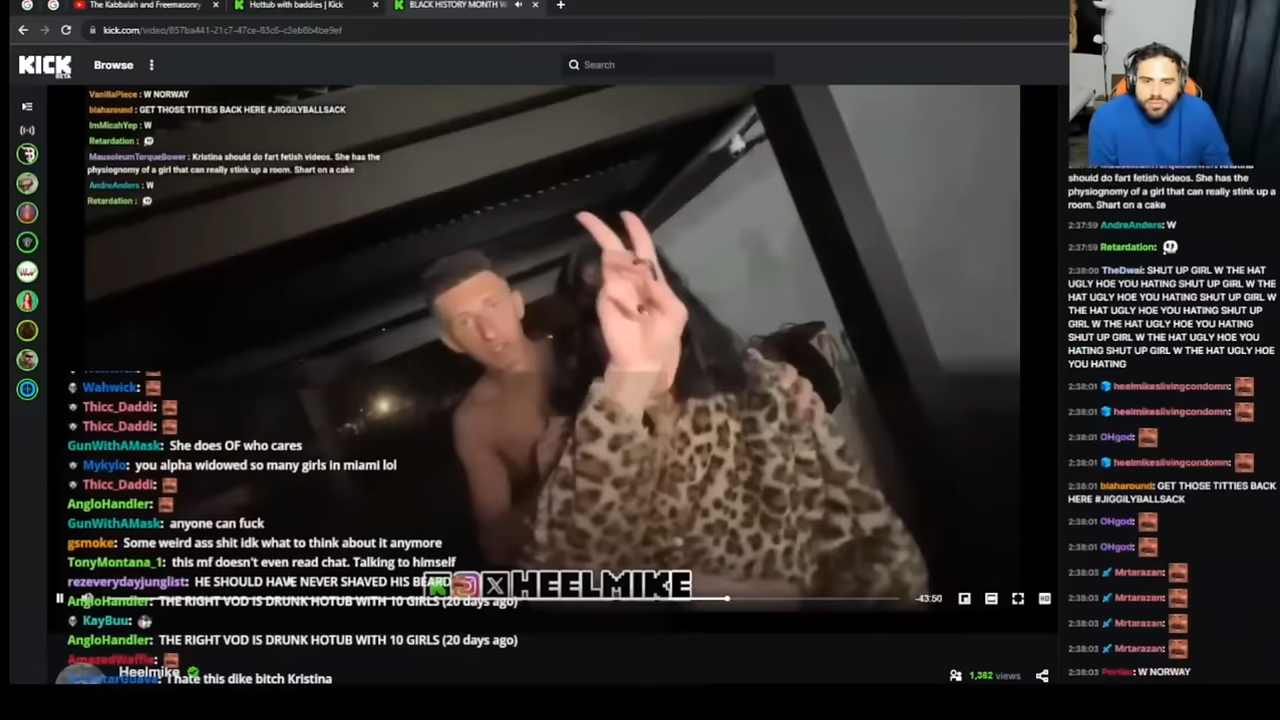 The Kabbalah and Freemasonry
Hottub with baddies | Kick
BLACK HISTORY MONTH
kick.com/video/857ba441-21c7-47ce-83c6-c3eb8b4be9ef
KICK
BETA
Browse
Search
VanillaPiece : W NORWAY
blaharound : GET THOSE TITTIES BACK HERE #JIGGILYBALLSACK
ImMicahYep : W
Retardation :
MausoleumTorqueBower : Kristina should do fart fetish videos. She has the
physiognomy of a girl that can really stink up a room. Shart on a cake
AndreAnders : W
Retardation :
Wahwick:
Thicc_Daddi:
Thicc_Daddi:
GunWithAMask: She does OF who cares
Mykylo: you alpha widowed so many girls in miami lol
Thicc_Daddi:
AngloHandler:
GunWithAMask: anyone can fuck
gsmoke: Some weird ass shit idk what to think about it anymore
TonyMontana_1: this mf doesn't even read chat. Talking to himself
rezeverydayjunglist: HE SHOULD HAVE NEVER SHAVED HIS BEARD
X HEELMIKE
AngloHandler: THE RIGHT VOD IS DRUNK HOTUB WITH 10 GIRLS (20 days ago)
-43:50
HD
KayBuu:
AngloHandler: THE RIGHT VOD IS DRUNK HOTUB WITH 10 GIRLS (20 days ago)
AmazedWaffle:
Heelmike
I hate this dike bitch Kristina
1,362 views
should do fart fetish videos. She has the
physiognomy of a girl that can really stink up a
room. Shart on a cake
2:37:59 AndreAnders: W
2:37:59 Retardation:
2:38:00 TheDwai: SHUT UP GIRL W THE HAT
UGLY HOE YOU HATING SHUT UP GIRL W THE
HAT UGLY HOE YOU HATING SHUT UP GIRL W
THE HAT UGLY HOE YOU HATING SHUT UP
GIRL W THE HAT UGLY HOE YOU HATING
SHUT UP GIRL W THE HAT UGLY HOE YOU
HATING SHUT UP GIRL W THE HAT UGLY HOE
YOU HATING
2:38:01 heelmikeslivingcondomn:
2:38:01 heelmikeslivingcondomn:
2:38:01 OHgod:
2:38:01 heelmikeslivingcondomn:
2:38:01 blaharound: GET THOSE TITTIES BACK
HERE #JIGGILYBALLSACK
2:38:01 OHgod:
2:38:01 OHgod:
2:38:03 Mrtarazan:
2:38:03 Mrtarazan:
2:38:03 Mrtarazan:
2:38:03 Mrtarazan:
2:38:03 W NORWAY